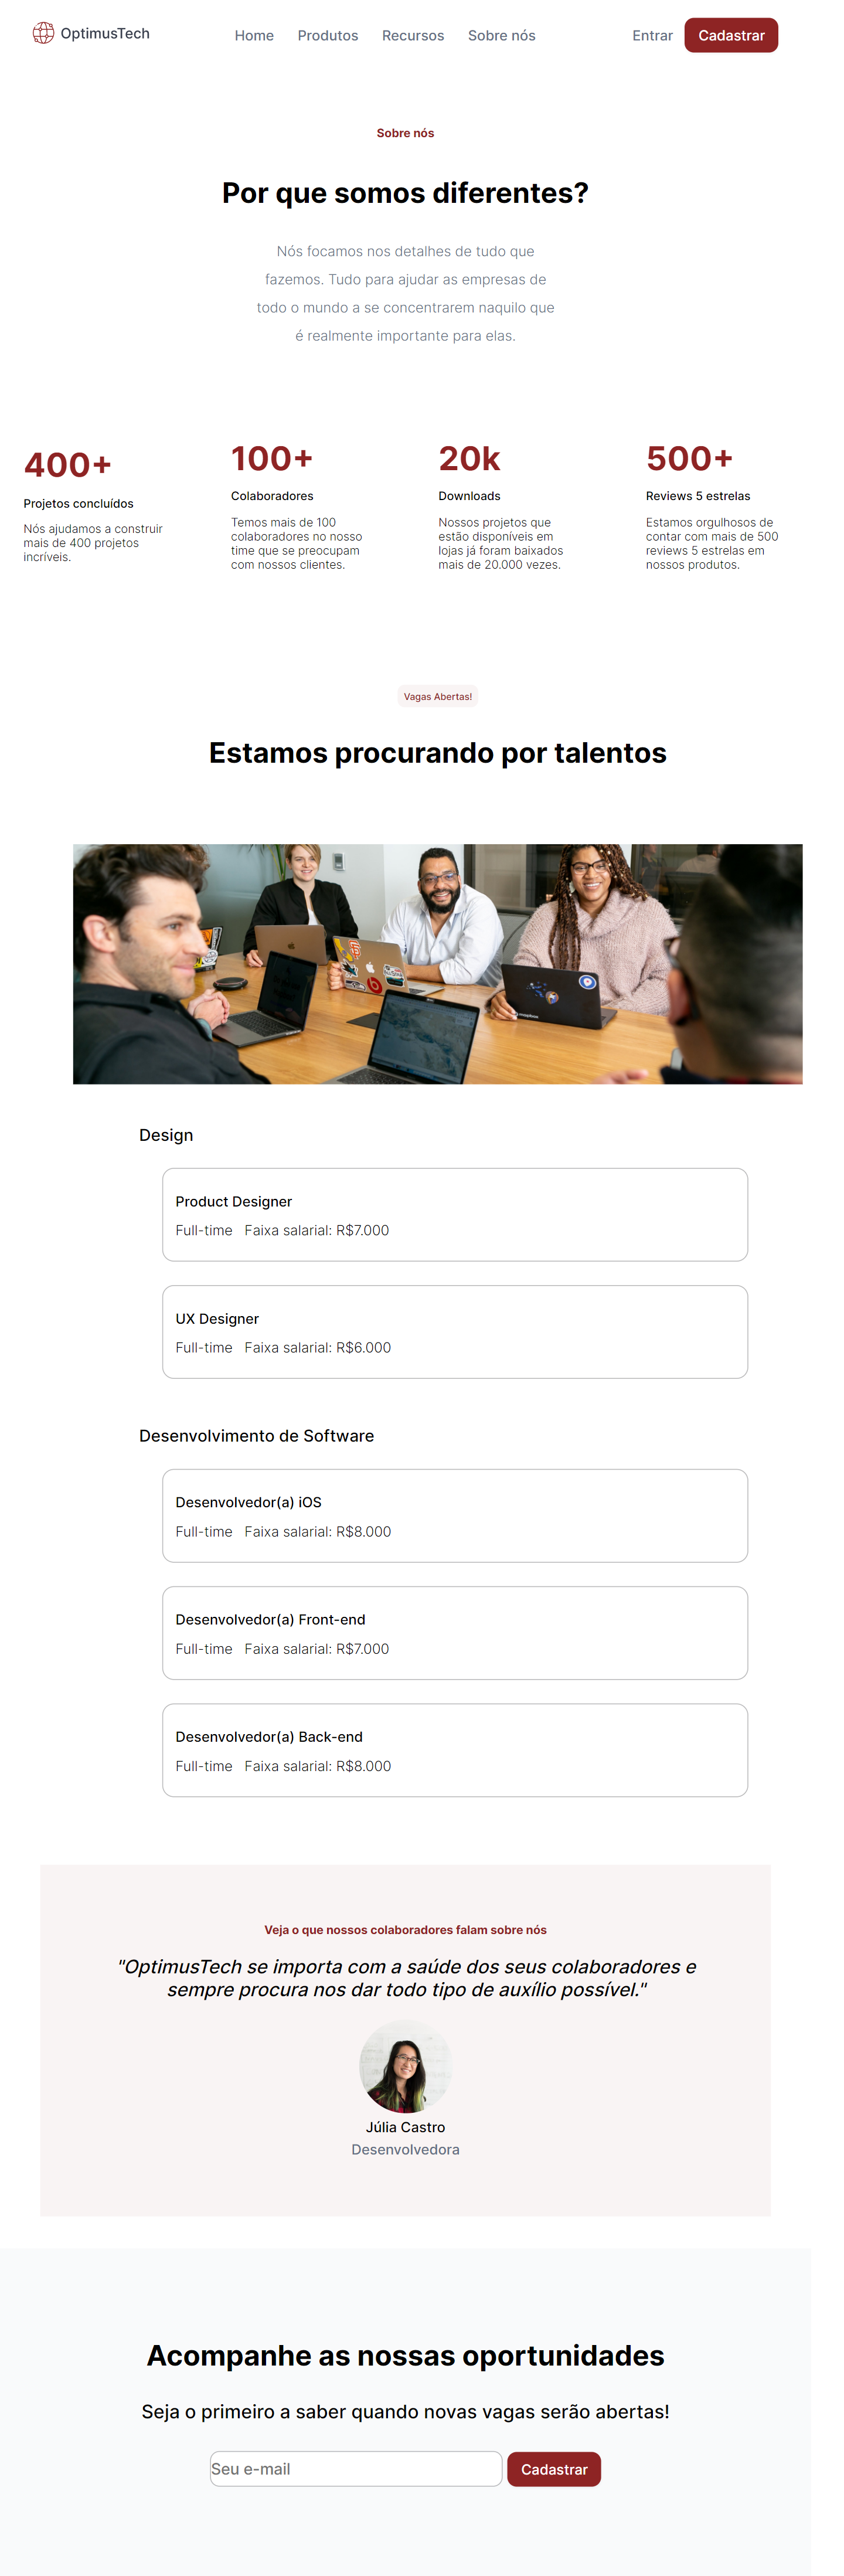 OptimusTech
Home Produtos Recursos Sobre nós
Entrar Cadastrar
Sobre nós
Por que somos diferentes?
Nós focamos nos detalhes de tudo que
fazemos. Tudo para ajudar as empresas de
todo o mundo a se concentrarem naquilo que
é realmente importante para elas.
400+
Projetos concluídos
Nós ajudamos a construir
mais de 400 projetos
incríveis.
100+
Colaboradores
Temos mais de 100
colaboradores no nosso
time que se preocupam
com nossos clientes.
20k
Downloads
Nossos projetos que
estão disponíveis em
lojas já foram baixados
mais de 20.000 vezes.
500+
Reviews 5 estrelas
Estamos orgulhosos de
contar com mais de 500
reviews 5 estrelas em
nossos produtos.
Vagas Abertas!
Estamos procurando por talentos
Design
Product Designer
Full-time Faixa salarial: R$7.000
UX Designer
Full-time Faixa salarial: R$6.000
Desenvolvimento de Software
Desenvolvedor(a) iOS
Full-time Faixa salarial: R$8.000
Desenvolvedor(a) Front-end
Full-time Faixa salarial: R$7.000
Desenvolvedor(a) Back-end
Full-time Faixa salarial: R$8.000
Veja o que nossos colaboradores falam sobre nós
"OptimusTech se importa com a saúde dos seus colaboradores e
sempre procura nos dar todo tipo de auxílio possível."
Júlia Castro
Desenvolvedora
Acompanhe as nossas oportunidades
Seja o primeiro a saber quando novas vagas serão abertas!
Seu e-mail Cadastrar